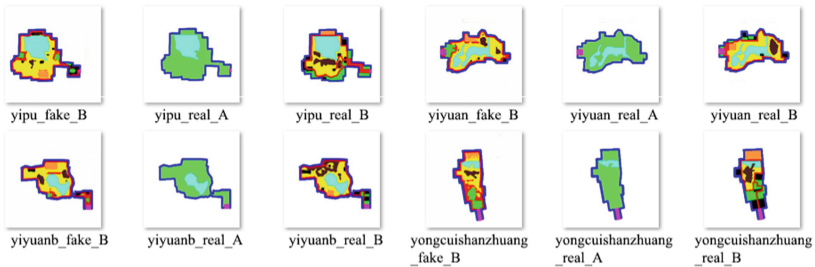 yipu_fake_B
yipu_real_A
yipu_real_B
yiyuan_fake_B
yiyuan_real_A
yiyuan_real_B
yiyuanb_fake_B
yiyuanb_real_A
yiyuanb_real_B
yongcuishanzhuang
_fake_B
yongcuishanzhuang
_real_A
yongcuishanzhuang
_real_B